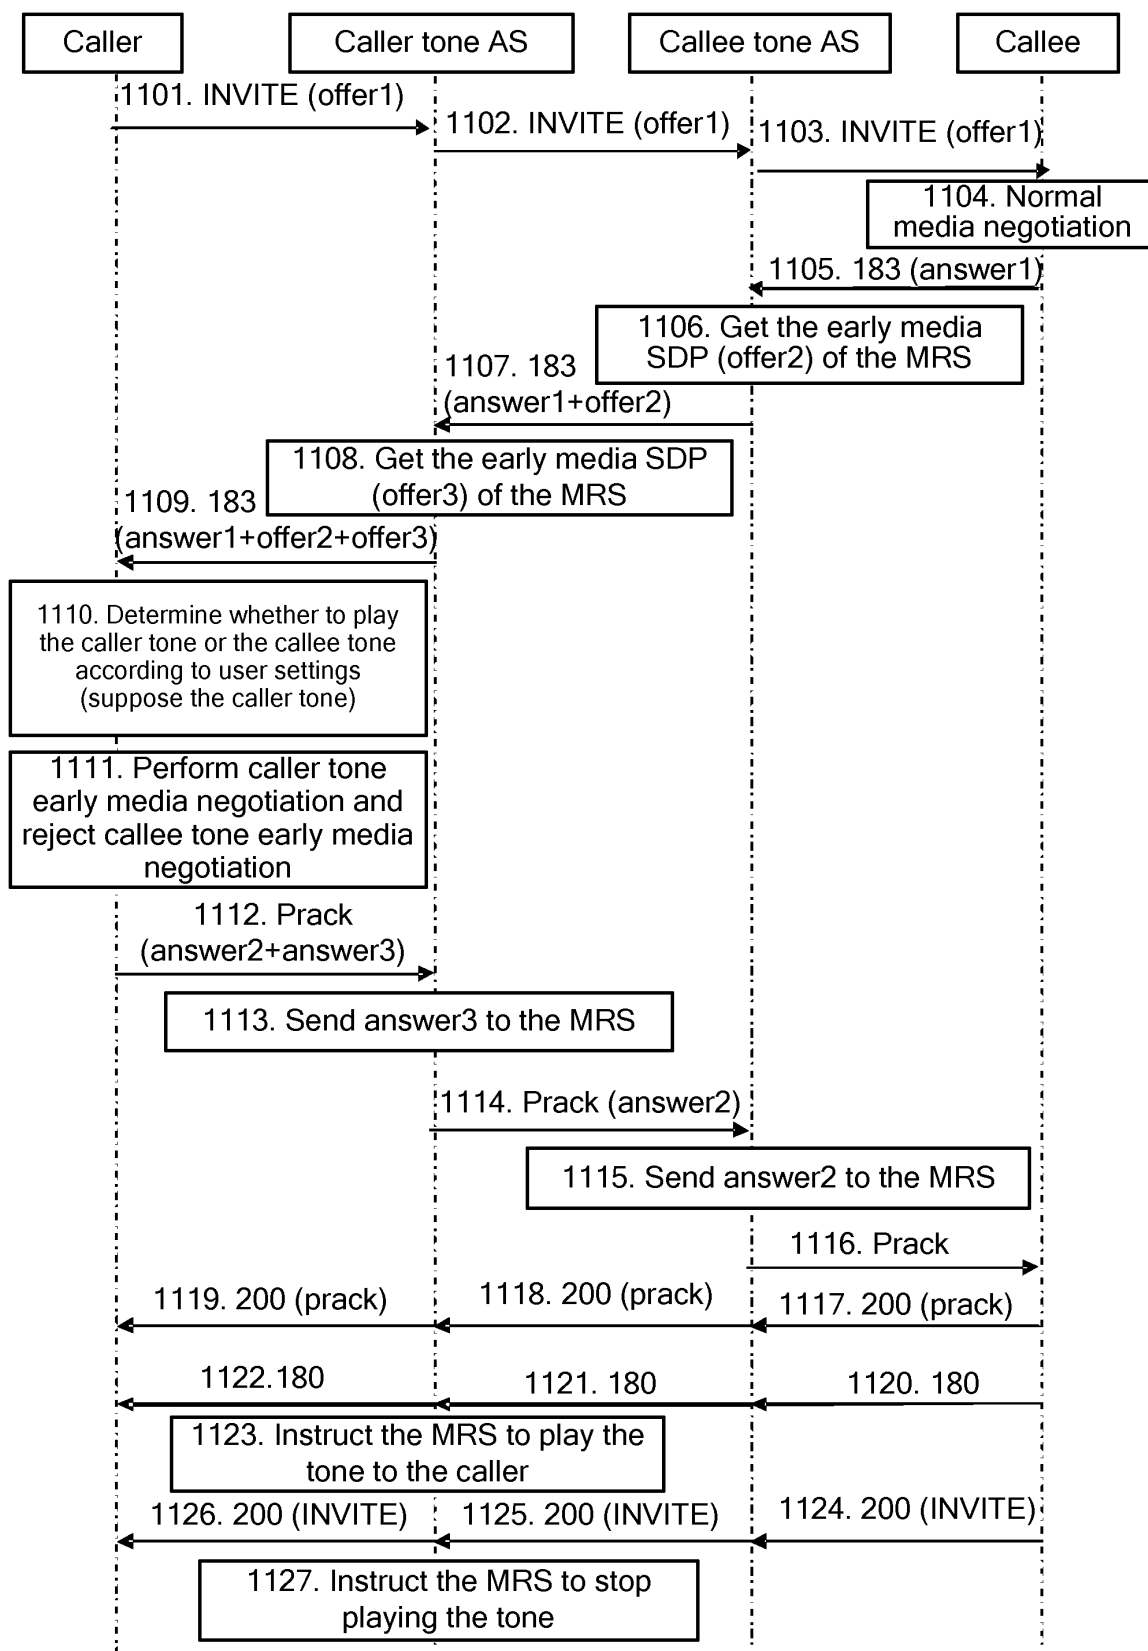 Caller
Caller tone AS
Callee tone AS
Callee
1101. INVITE (offer1)
1102. INVITE (offer1)
1103. INVITE (offer1)
1104. Normal
media negotiation
1105. 183 (answer1)
1106. Get the early media
SDP (offer2) of the MRS
1107. 183
(answer1+offer2)
1108. Get the early media SDP
(offer3) of the MRS
1109. 183
(answer1+offer2+offer3)
1110. Determine whether to play
the caller tone or the callee tone
according to user settings
(suppose the caller tone)
1111. Perform caller tone
early media negotiation and
reject callee tone early media
negotiation
1112. Prack
(answer2+answer3)
1113. Send answer3 to the MRS
1114. Prack (answer2)
1115. Send answer2 to the MRS
1116. Prack
1119. 200 (prack)
1118. 200 (prack)
1117. 200 (prack)
1122.180
1121. 180
1120. 180
1123. Instruct the MRS to play the
tone to the caller
1126. 200 (INVITE)
1125. 200 (INVITE)
1124. 200 (INVITE)
1127. Instruct the MRS to stop
playing the tone